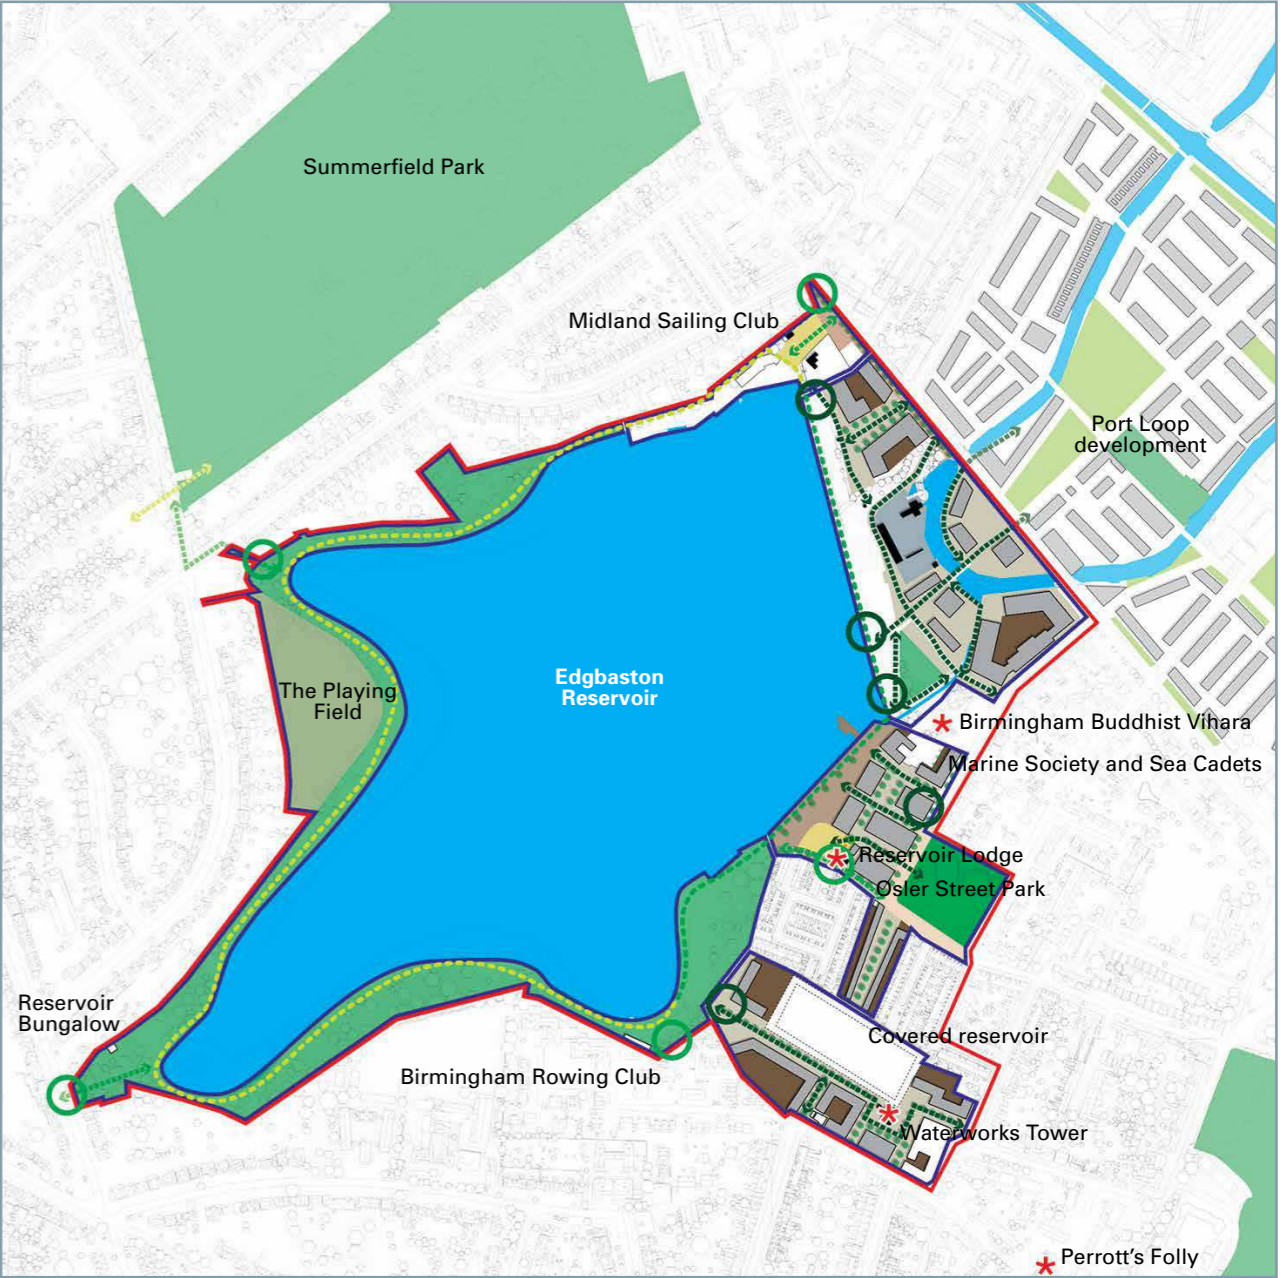 Summerfield Park
Midland Sailing Club
Port Loop
development
Edgbaston
Reservoir
The Playing
Field
Birmingham Buddhist Vihara
Marine Society and Sea Cadets
Reservoir Lodge
Osler Street Park
Reservoir
Bungalow
Covered reservoir
Birmingham Rowing Club
Waterworks Tower
Perrott’s Folly